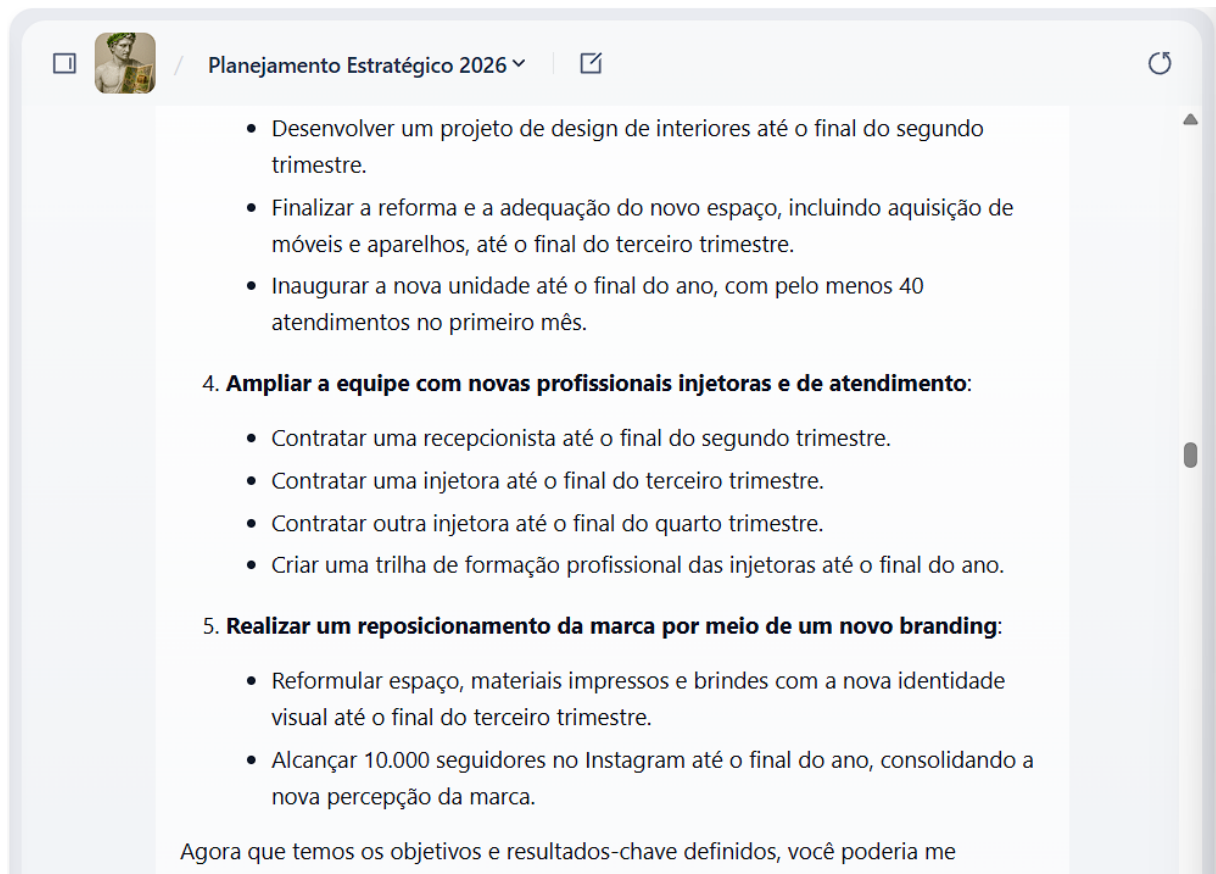 / Planejamento Estratégico 2026
• Desenvolver um projeto de design de interiores até o final do segundo
trimestre.
• Finalizar a reforma e a adequação do novo espaço, incluindo aquisição de
móveis e aparelhos, até o final do terceiro trimestre.
• Inaugurar a nova unidade até o final do ano, com pelo menos 40
atendimentos no primeiro mês.
4. Ampliar a equipe com novas profissionais injetoras e de atendimento:
• Contratar uma recepcionista até o final do segundo trimestre.
• Contratar uma injetora até o final do terceiro trimestre.
• Contratar outra injetora até o final do quarto trimestre.
• Criar uma trilha de formação profissional das injetoras até o final do ano.
5. Realizar um reposicionamento da marca por meio de um novo branding:
• Reformular espaço, materiais impressos e brindes com a nova identidade
visual até o final do terceiro trimestre.
• Alcançar 10.000 seguidores no Instagram até o final do ano, consolidando a
nova percepção da marca.
Agora que temos os objetivos e resultados-chave definidos, você poderia me